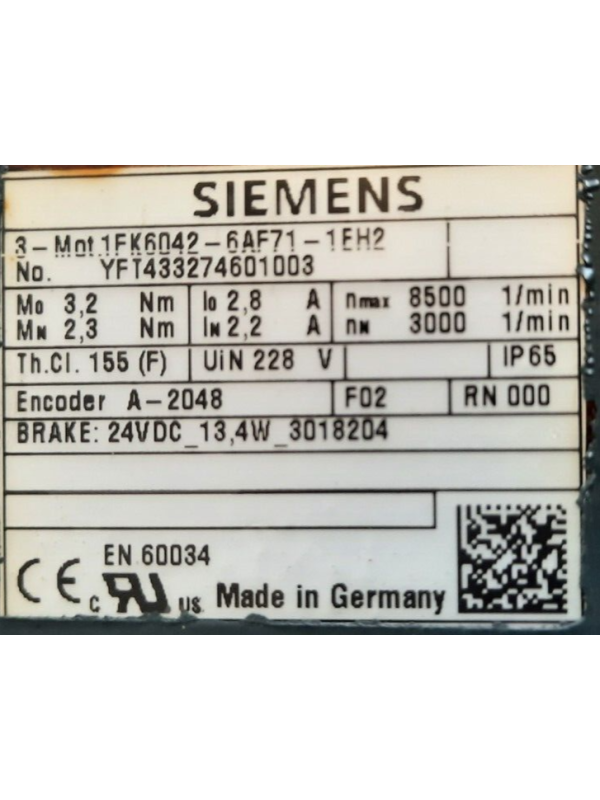 SIEMENS
3-Mot.1FK6042-6AF71-1EH2
No. YFT433274601003
M0 3,2 Nm I0 2,8 A nmax 8500 1/min
MN 2,3 Nm IN 2,2 A nN 3000 1/min
Th.Cl. 155 (F) UiN 228 V IP65
Encoder A-2048 F02 RN 000
BRAKE: 24VDC_13,4W_3018204
EN 60034
CE c RU us Made in Germany